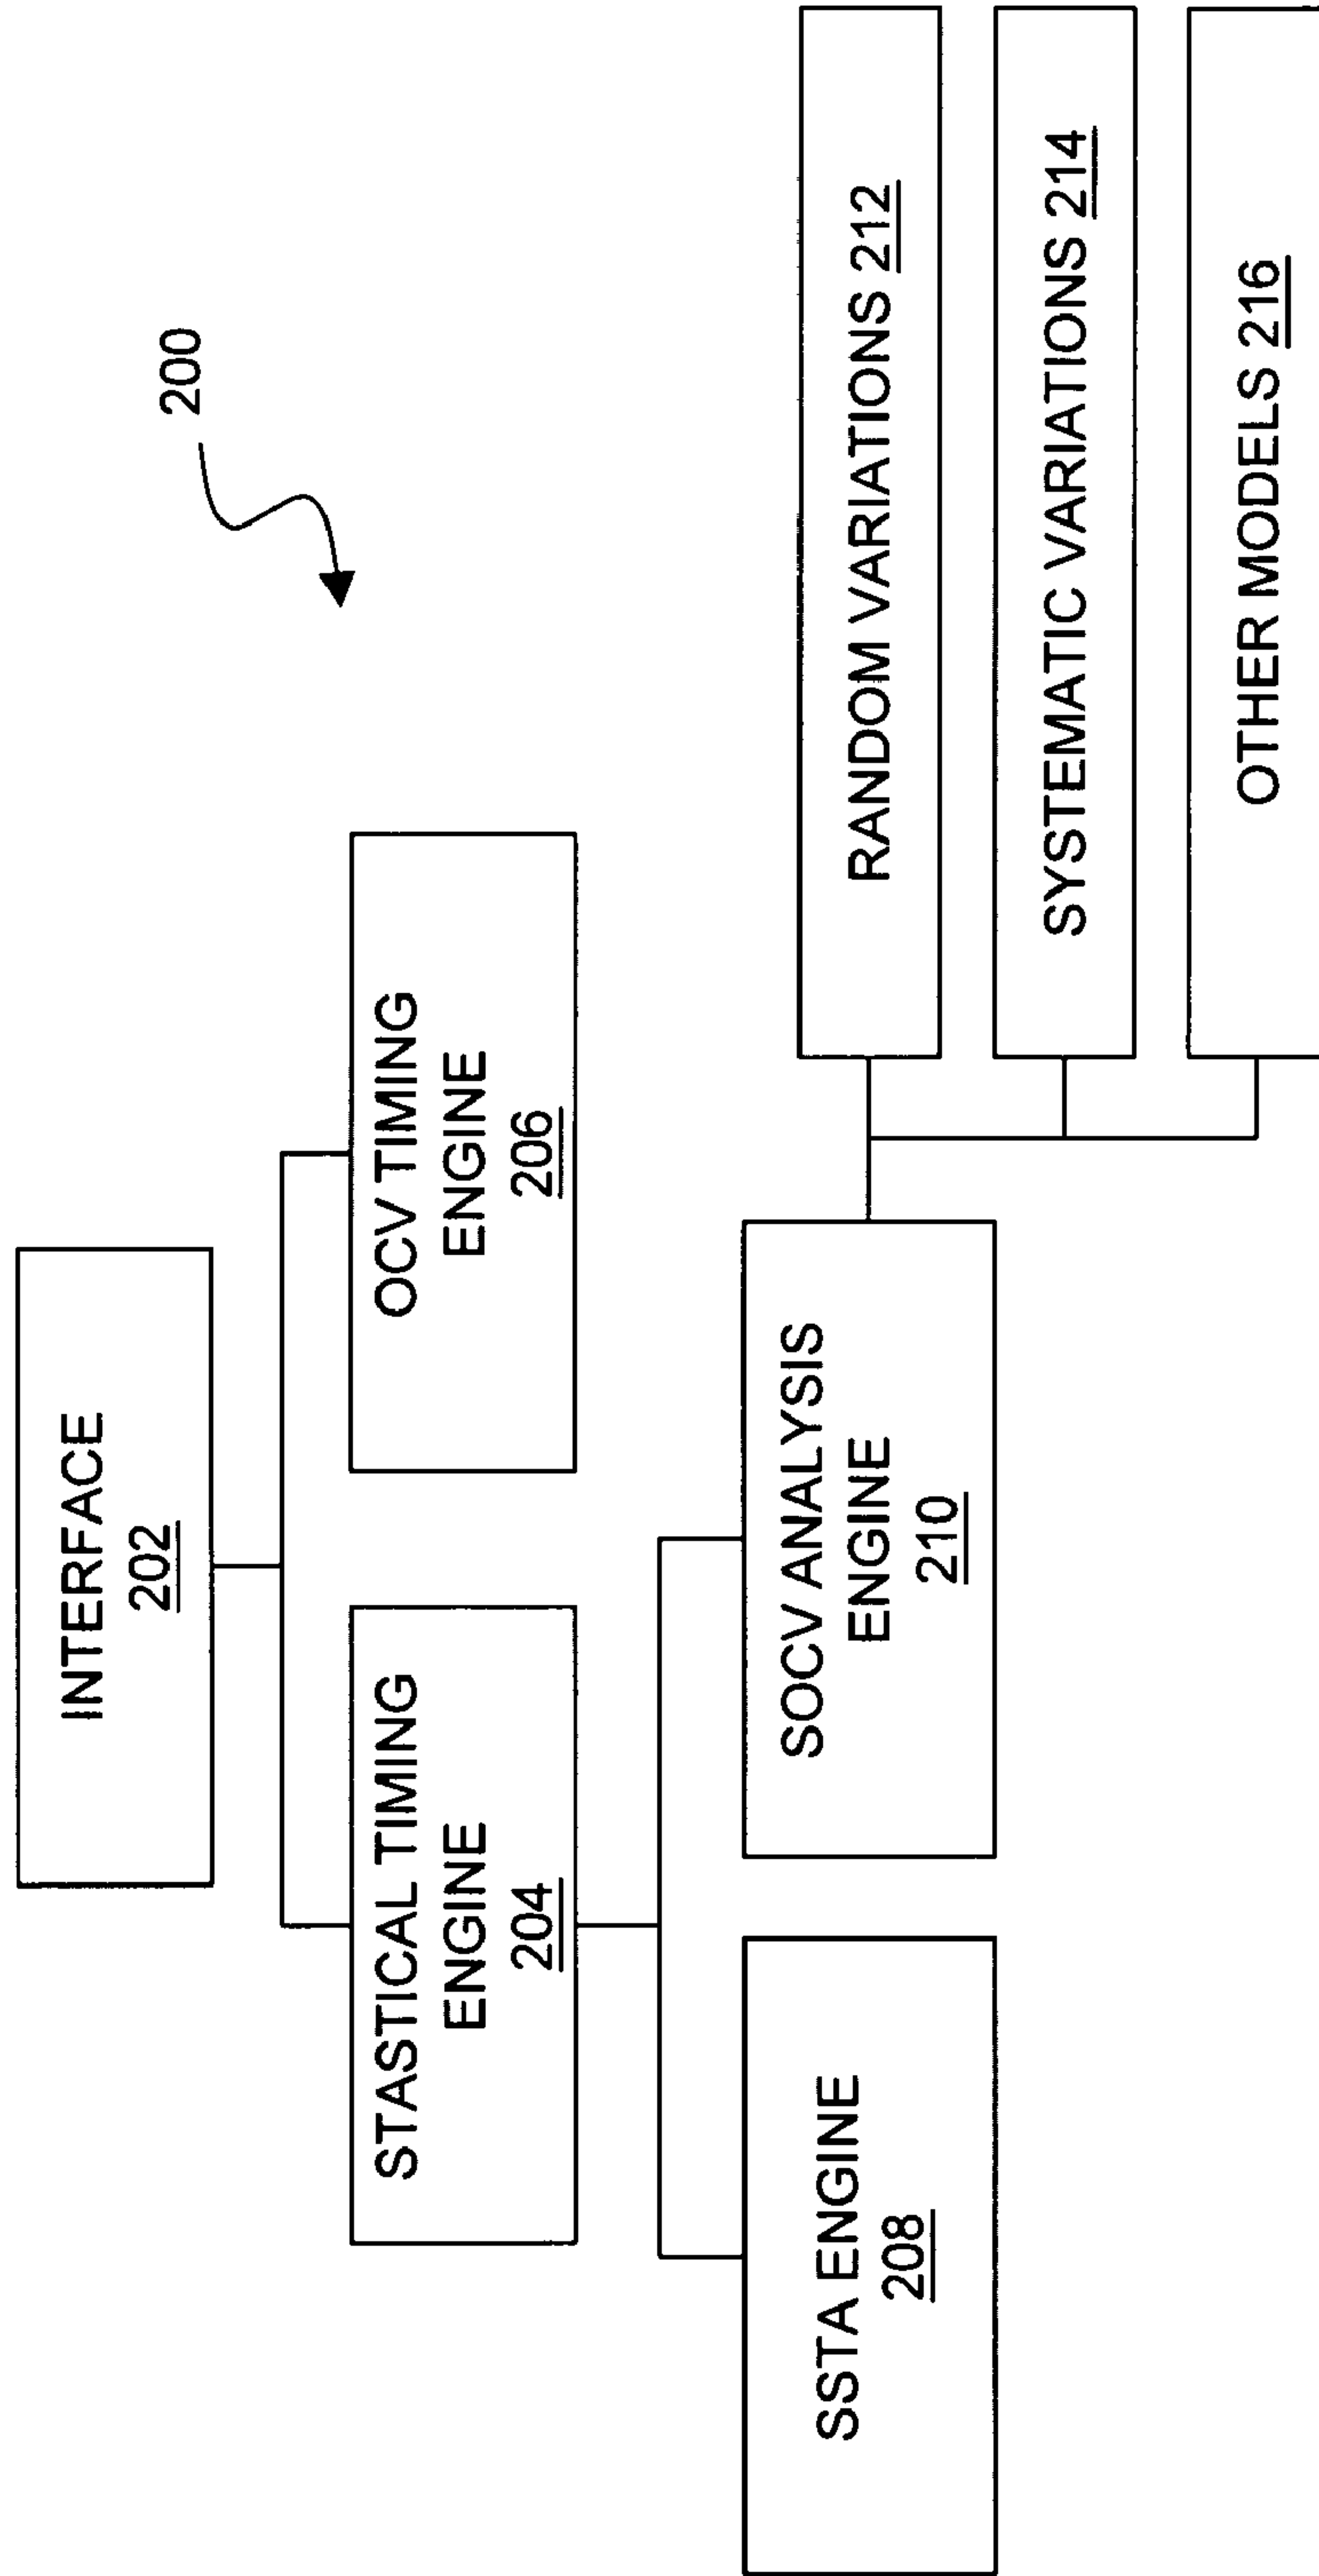 200
INTERFACE
202
STASTICAL TIMING
ENGINE
204
OCV TIMING
ENGINE
206
SSTA ENGINE
208
SOCV ANALYSIS
ENGINE
210
RANDOM VARIATIONS 212
SYSTEMATIC VARIATIONS 214
OTHER MODELS 216